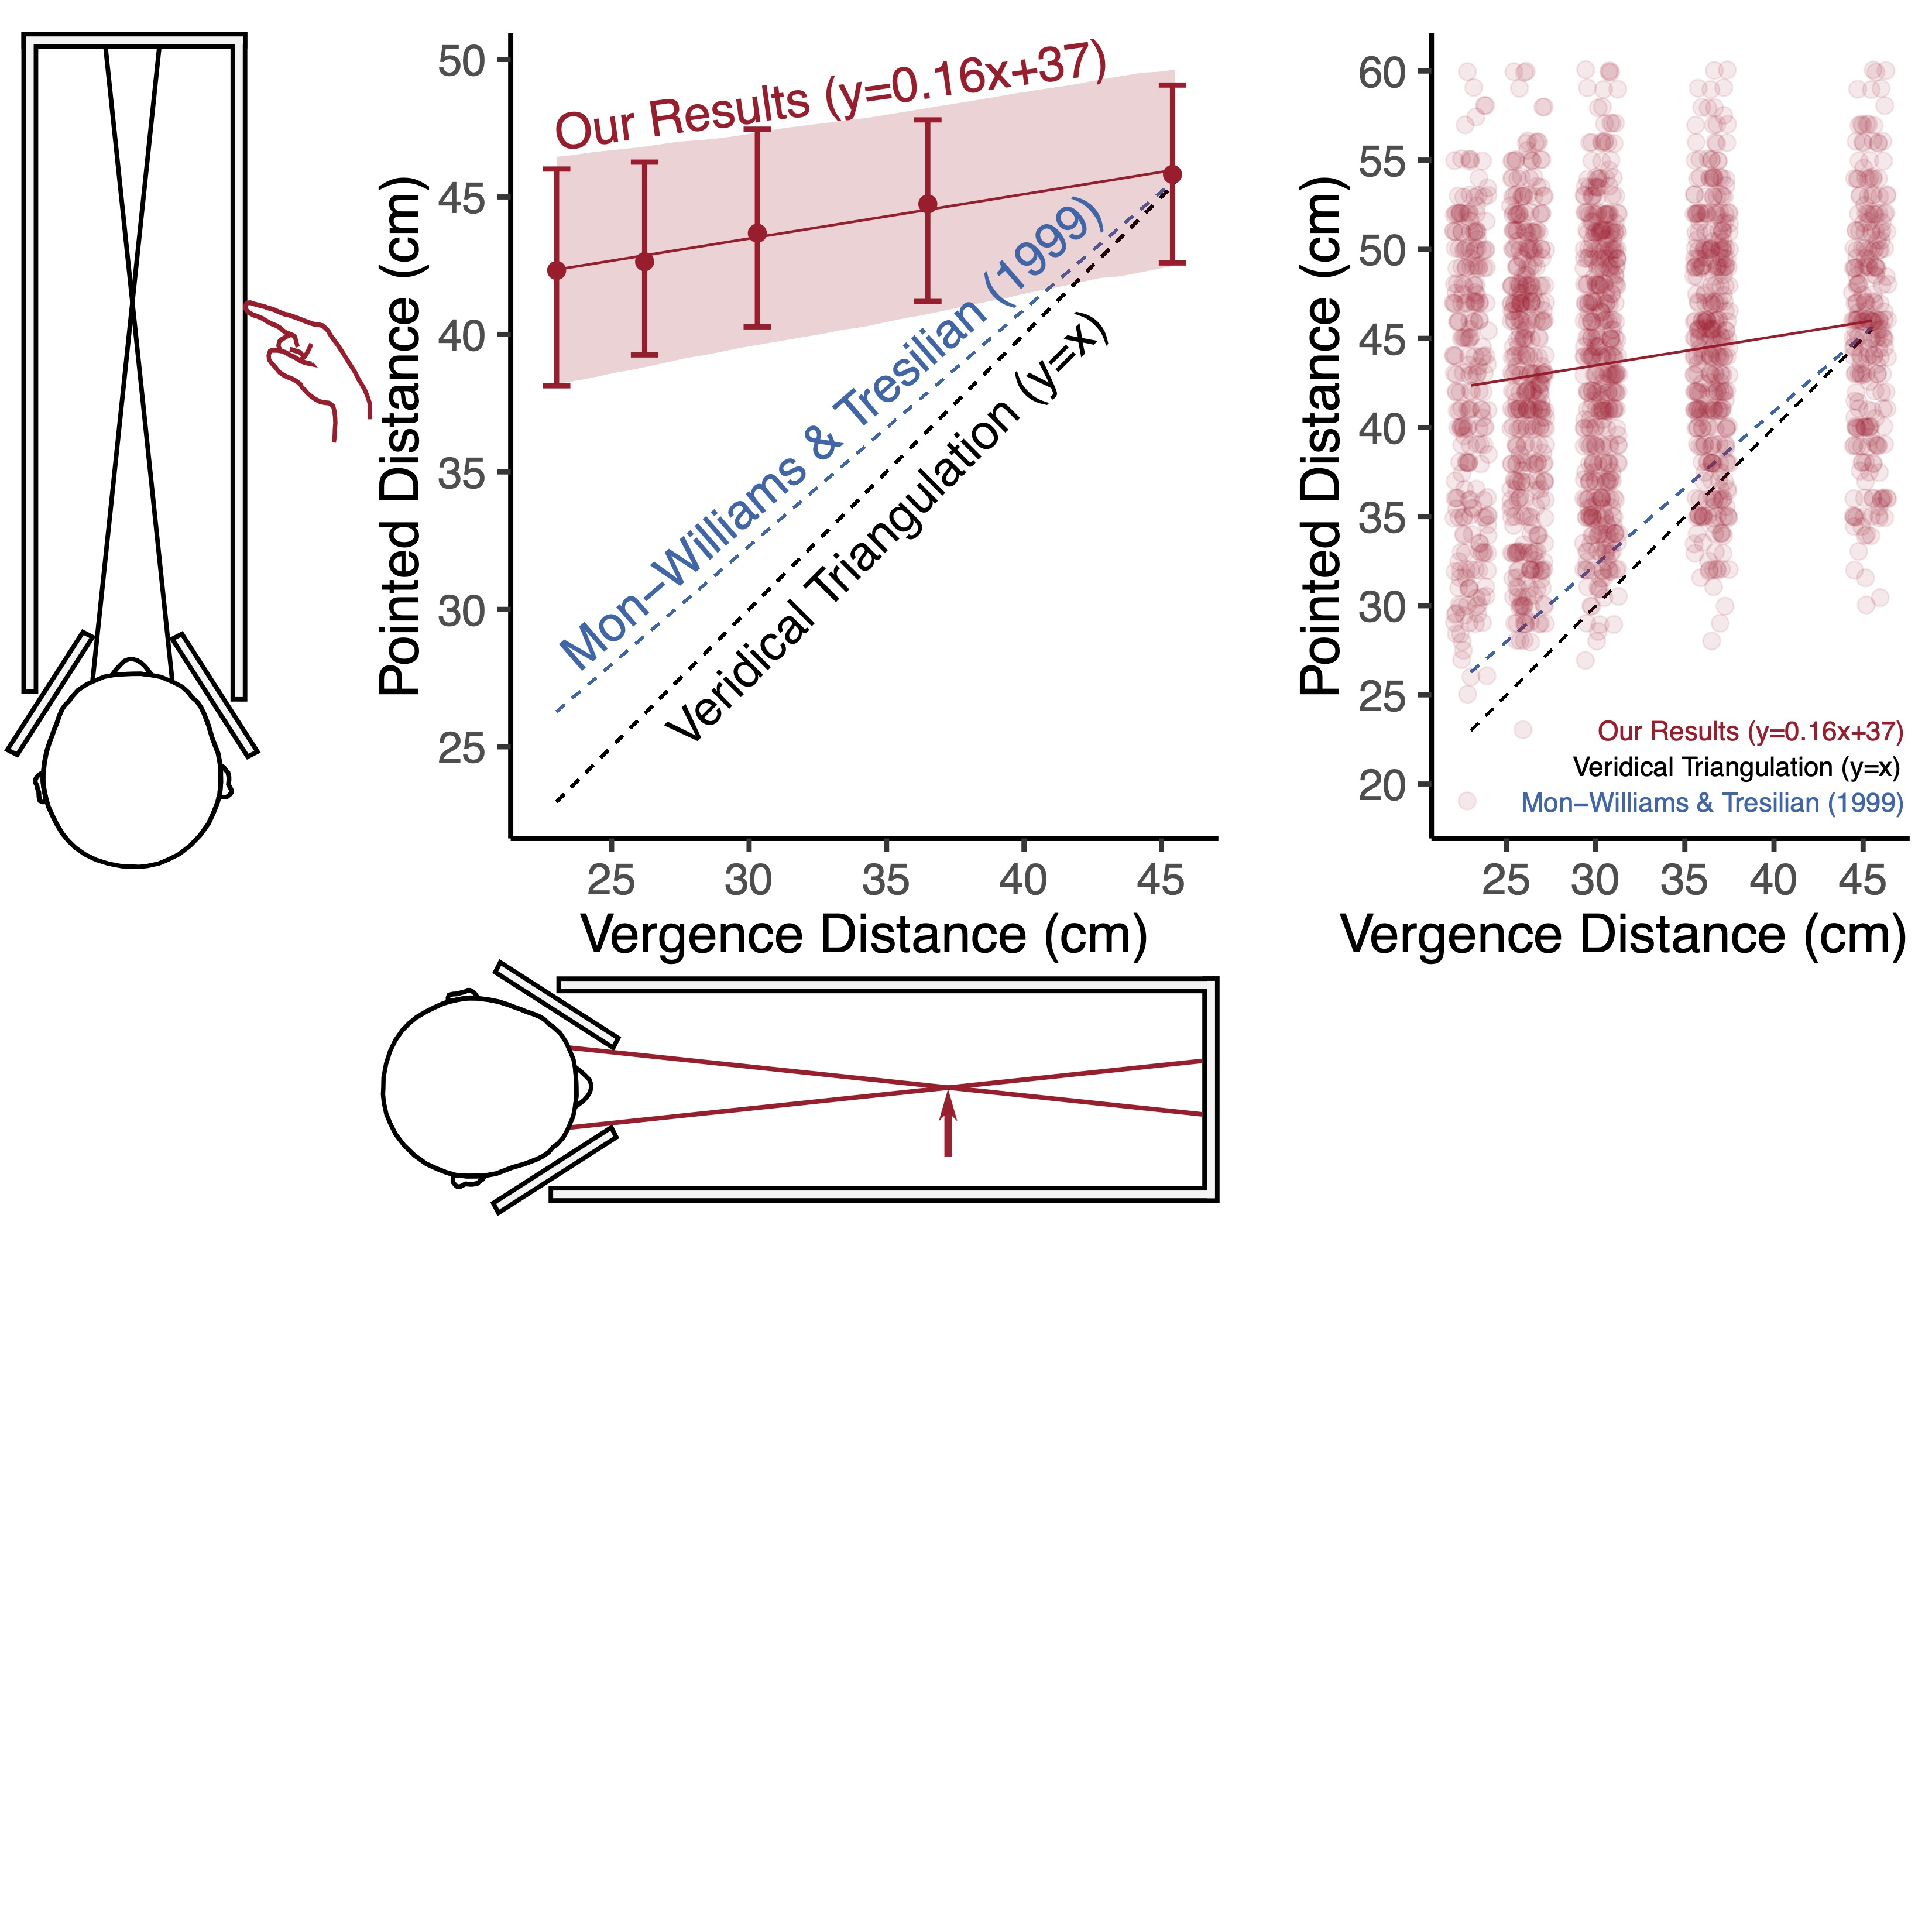 50
45
40
35
30
25
Pointed Distance (cm)
Our Results (y=0.16x+37)
Mon–Williams & Tresilian (1999)
Veridical Triangulation (y=x)
25 30 35 40 45
Vergence Distance (cm)
60
55
50
45
40
35
30
25
20
Pointed Distance (cm)
Our Results (y=0.16x+37)
Veridical Triangulation (y=x)
Mon–Williams & Tresilian (1999)
25 30 35 40 45
Vergence Distance (cm)